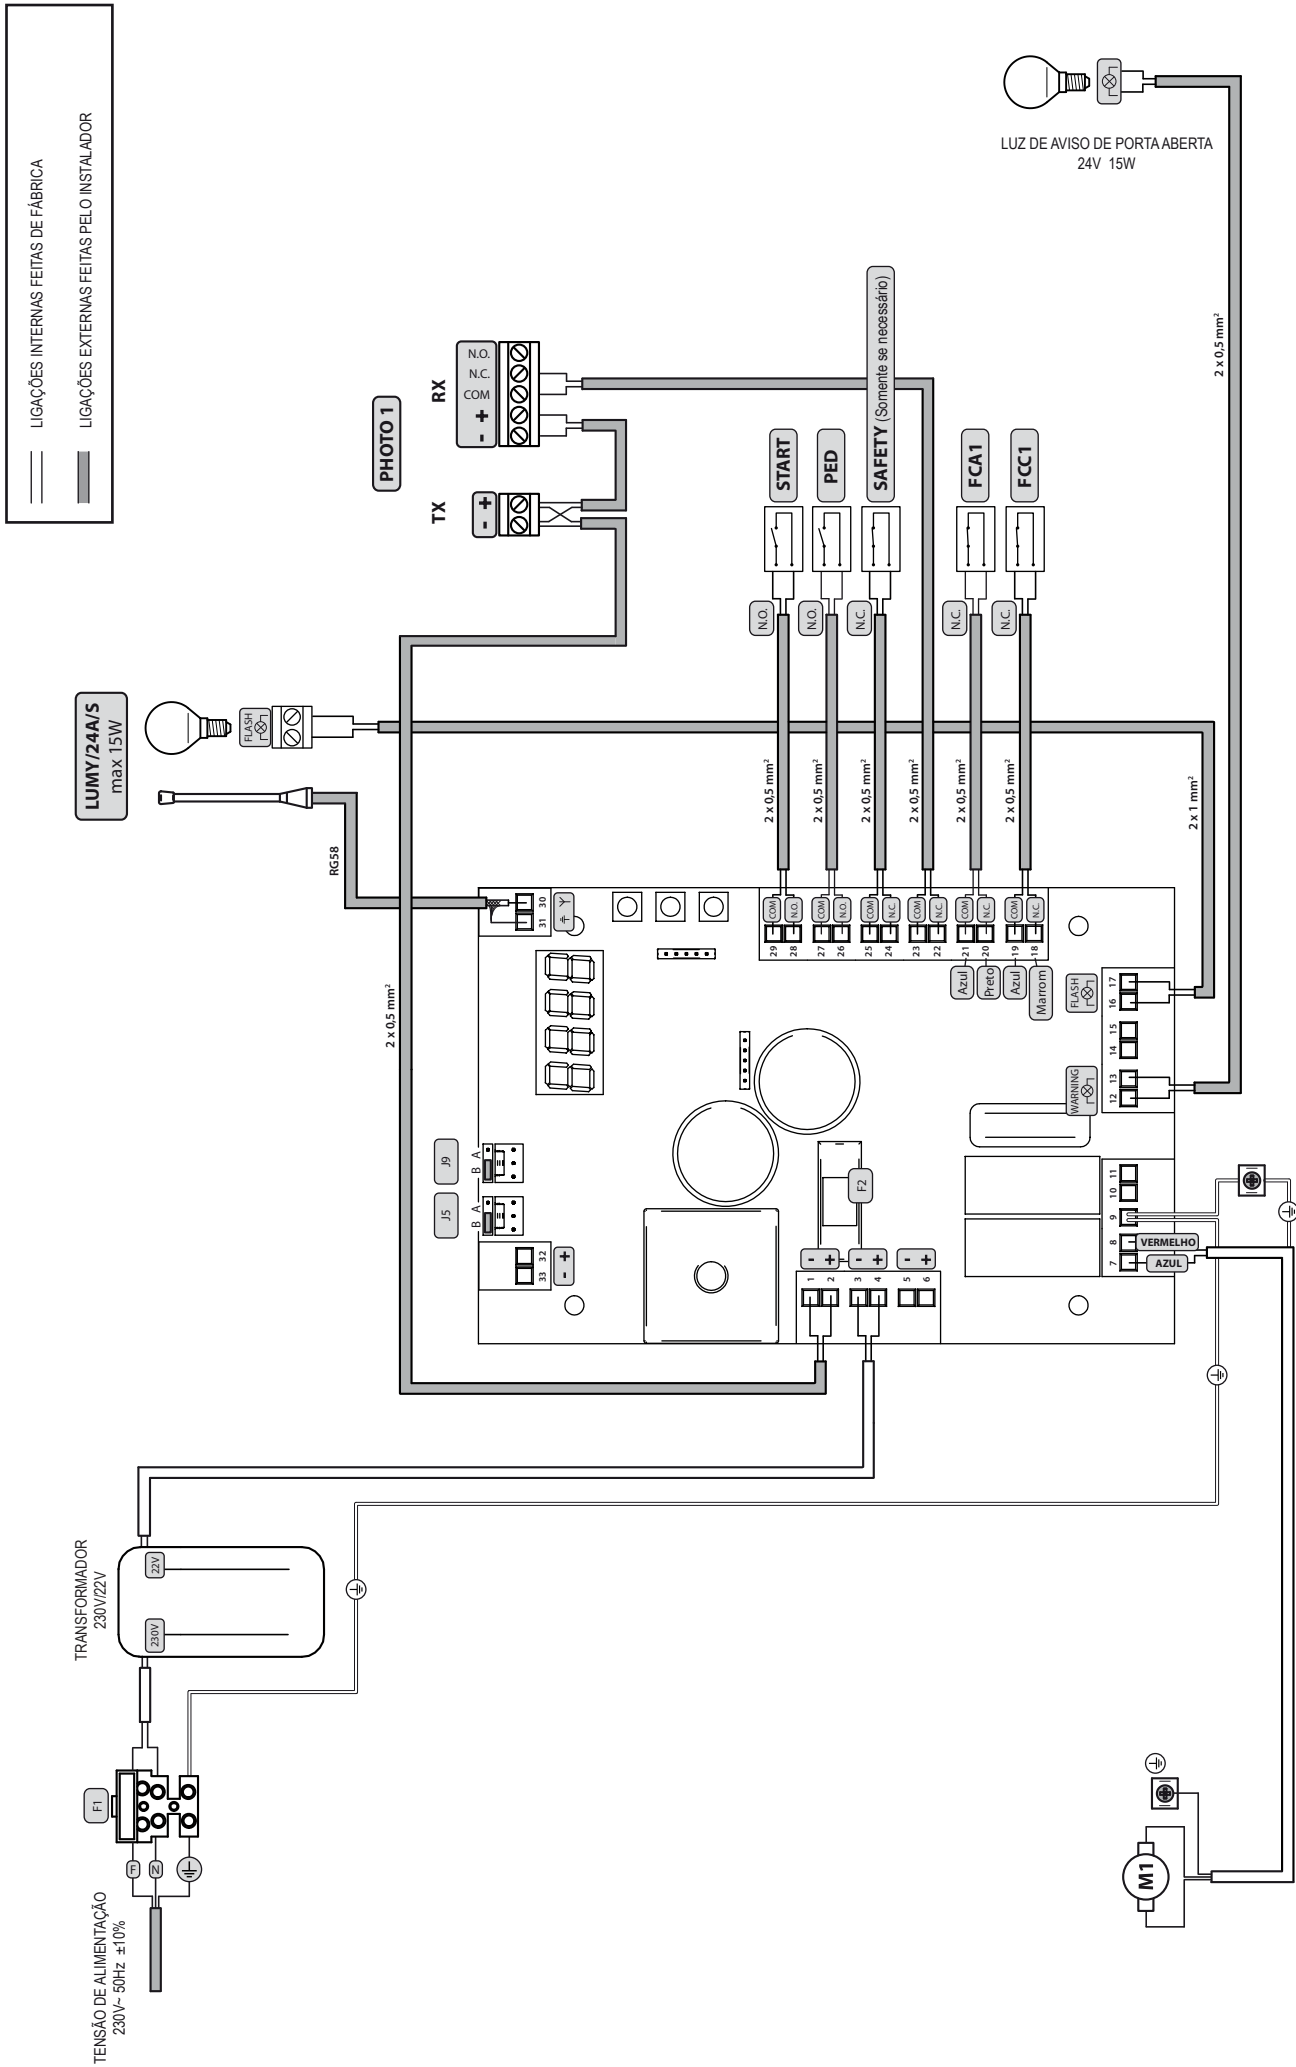 LIGAÇÕES INTERNAS FEITAS DE FÁBRICA
LIGAÇÕES EXTERNAS FEITAS PELO INSTALADOR
LUZ DE AVISO DE PORTA ABERTA
24V 15W
2 x 0,5 mm²
PHOTO 1
TX
- +
RX
- + COM N.C. N.O.
LUMY/24A/S
max 15W
FLASH
RG58
2 x 0,5 mm²
START
PED
SAFETY (Somente se necessário)
FCA1
FCC1
N.O.
N.O.
N.C.
N.C.
N.C.
2 x 0,5 mm²
2 x 0,5 mm²
2 x 0,5 mm²
2 x 0,5 mm²
2 x 0,5 mm²
2 x 0,5 mm²
2 x 1 mm²
31 30
29 COM
28 N.O.
27 COM
26 N.O.
25 COM
24 N.C.
23 COM
22 N.C.
21 COM
20 N.C.
19 COM
18 N.C.
Azul
Preto
Azul
Marrom
FLASH
WARNING
12 13 14 15 16 17
J5
B A
J9
B A
33 32
- +
F2
1 -
2 +
3 -
4 +
5 -
6 +
7 8 9 10 11
VERMELHO
AZUL
TRANSFORMADOR
230V/22V
230V
22V
F1
F
N
TENSÃO DE ALIMENTAÇÃO
230V~ 50Hz ±10%
M1